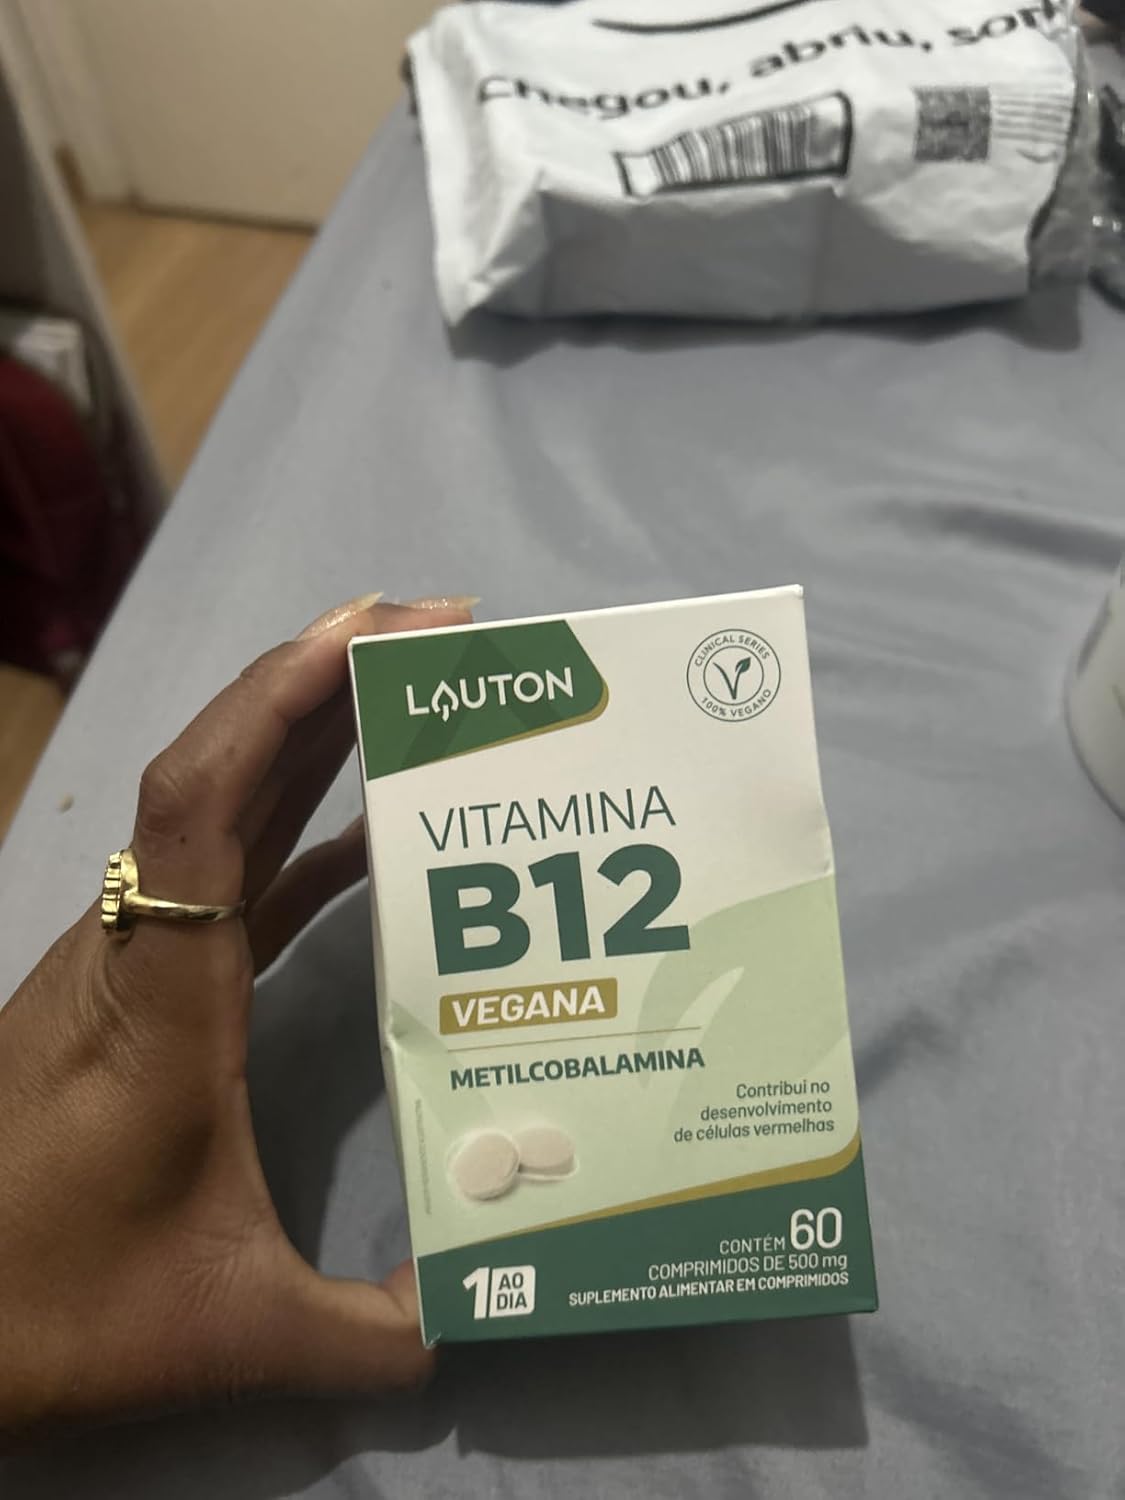 Chegou, abriu, sor
LAUTON
CLINICAL SERIES
100% VEGANO
VITAMINA
B12
VEGANA
METILCOBALAMINA
Contribui no
desenvolvimento
de células vermelhas
1 AO
DIA
CONTÉM 60
COMPRIMIDOS DE 500 mg
SUPLEMENTO ALIMENTAR EM COMPRIMIDOS